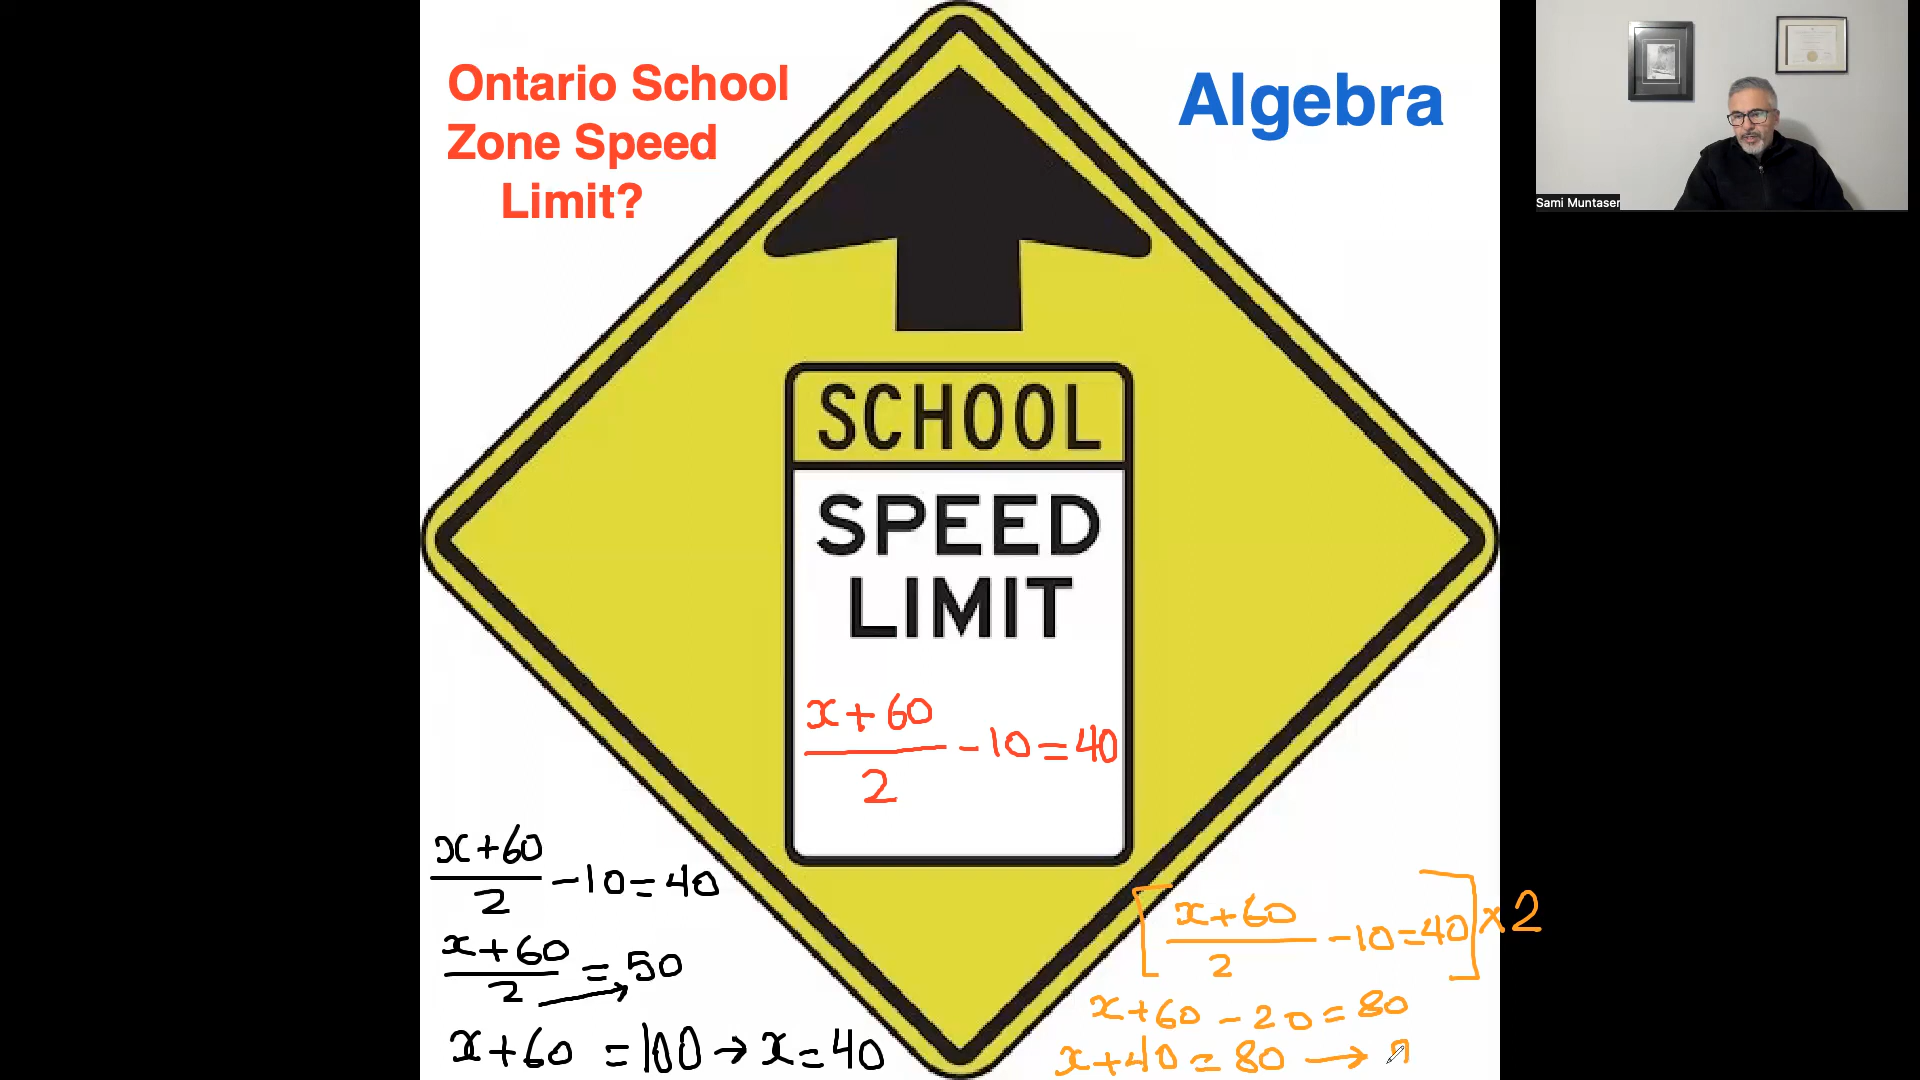 Ontario School
Zone Speed
Limit?
Algebra
Sami Muntaser
SCHOOL
SPEED
LIMIT
x+60
2
-10=40
x+60
2
-10=40
x+60
2
=50
x+60 =100→x=40
[x+60
2
-10=40]×2
x+60-20=80
x+40=80→